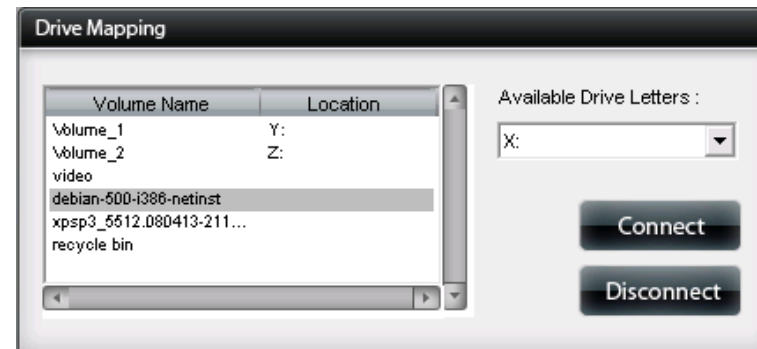 Drive Mapping
Volume Name Location
Volume_1 Y:
Volume_2 Z:
video
debian-500-i386-netinst
xpsp3_5512.080413-211...
recycle bin
Available Drive Letters :
X:
Connect
Disconnect